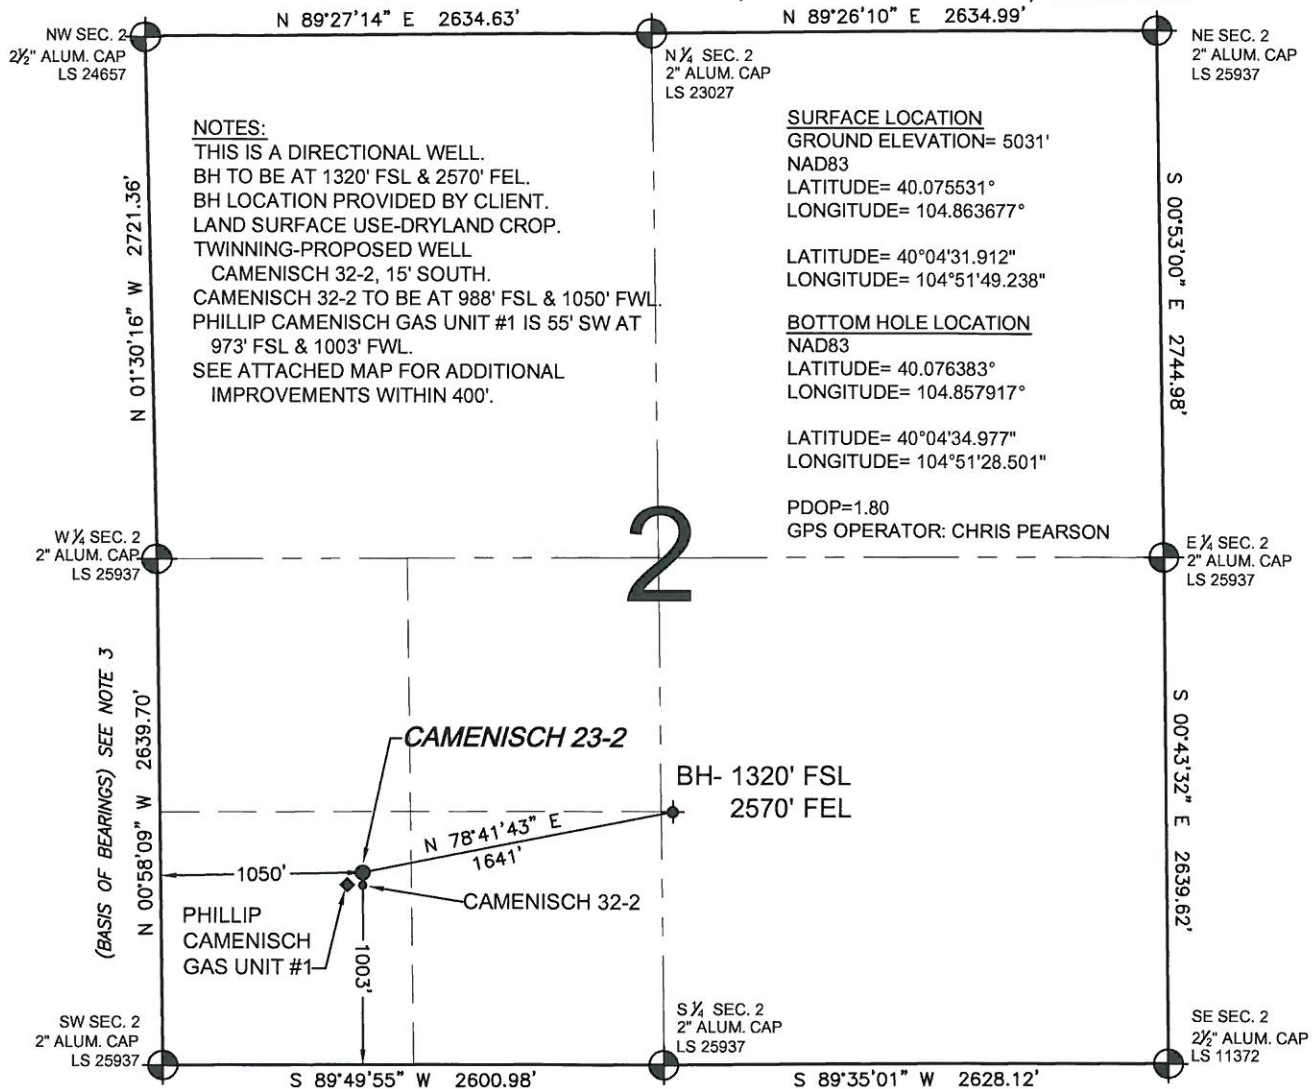 N 89°27'14" E 2634.63'
N 89°26'10" E 2634.99'
NW SEC. 2
2½" ALUM. CAP
LS 24657
N ¼ SEC. 2
2" ALUM. CAP
LS 23027
NE SEC. 2
2" ALUM. CAP
LS 25937
NOTES:
THIS IS A DIRECTIONAL WELL.
BH TO BE AT 1320' FSL & 2570' FEL.
BH LOCATION PROVIDED BY CLIENT.
LAND SURFACE USE-DRYLAND CROP.
TWINNING-PROPOSED WELL
CAMENISCH 32-2, 15' SOUTH.
CAMENISCH 32-2 TO BE AT 988' FSL & 1050' FWL.
PHILLIP CAMENISCH GAS UNIT #1 IS 55' SW AT
973' FSL & 1003' FWL.
SEE ATTACHED MAP FOR ADDITIONAL
IMPROVEMENTS WITHIN 400'.
SURFACE LOCATION
GROUND ELEVATION= 5031'
NAD83
LATITUDE= 40.075531°
LONGITUDE= 104.863677°
LATITUDE= 40°04'31.912"
LONGITUDE= 104°51'49.238"
BOTTOM HOLE LOCATION
NAD83
LATITUDE= 40.076383°
LONGITUDE= 104.857917°
LATITUDE= 40°04'34.977"
LONGITUDE= 104°51'28.501"
PDOP=1.80
GPS OPERATOR: CHRIS PEARSON
N 01°30'16" W 2721.36'
S 00°53'00" E 2744.98'
W ¼ SEC. 2
2" ALUM. CAP
LS 25937
2
E ¼ SEC. 2
2" ALUM. CAP
LS 25937
(BASIS OF BEARINGS) SEE NOTE 3
N 00°58'09" W 2639.70'
S 00°43'32" E 2639.62'
CAMENISCH 23-2
BH- 1320' FSL
2570' FEL
N 78°41'43" E
1641'
1050'
CAMENISCH 32-2
PHILLIP
CAMENISCH
GAS UNIT #1
1003'
SW SEC. 2
2" ALUM. CAP
LS 25937
S ¼ SEC. 2
2" ALUM. CAP
LS 25937
SE SEC. 2
2½" ALUM. CAP
LS 11372
S 89°49'55" W 2600.98'
S 89°35'01" W 2628.12'